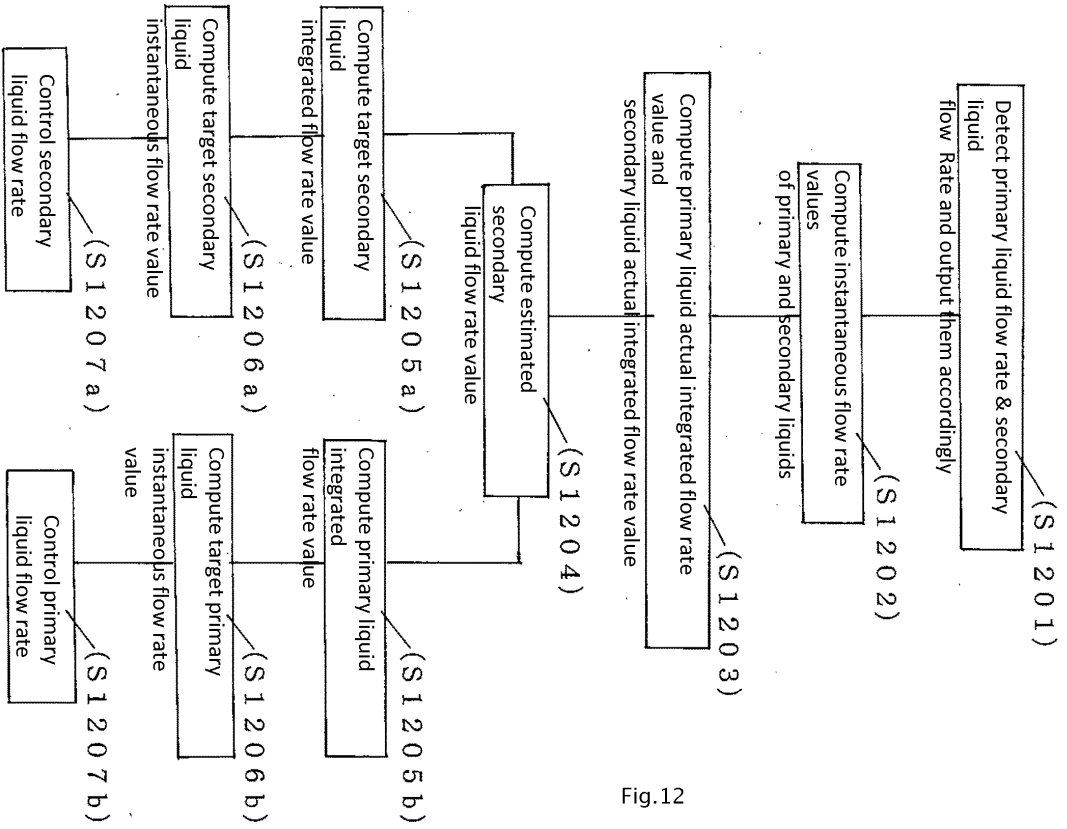 (S1201)
Detect primary liquid flow rate & secondary
liquid
flow Rate and output them accordingly
(S1202)
Compute instantaneous flow rate
values
of primary and secondary liquids
(S1203)
Compute primary liquid actual integrated flow rate
value and
secondary liquid actual integrated flow rate value
(S1204)
Compute estimated
secondary
liquid flow rate value
(S1205a)
Compute target secondary
liquid
integrated flow rate value
(S1206a)
Compute target secondary
liquid
instantaneous flow rate value
(S1207a)
Control secondary
liquid flow rate
(S1205b)
Compute primary liquid
integrated
flow rate value
(S1206b)
Compute target primary
liquid
instantaneous flow rate
value
(S1207b)
Control primary
liquid flow rate
Fig.12